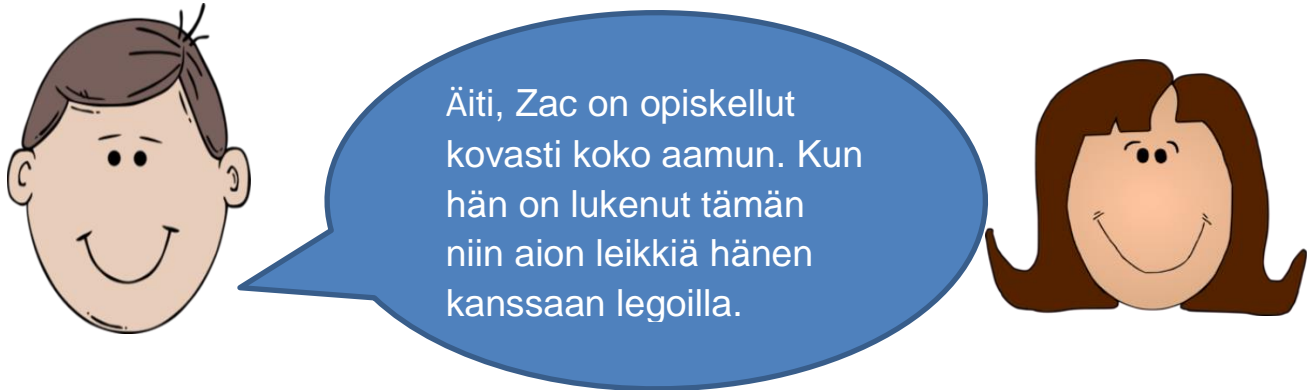 Äiti, Zac on opiskellut
kovasti koko aamun. Kun
hän on lukenut tämän
niin aion leikkiä hänen
kanssaan legoilla.